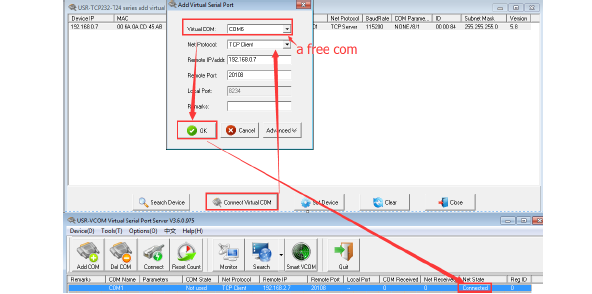 USR-TCP232-T24 series add virtual
Add Virtual Serial Port
Device IP MAC Net Protocol BaudRate COM Parame... ID Subnet Mask Version
192.168.0.7 00 6A 0A CD 45 AB TCP Server 115200 NONE/8/1 00 00 84 255.255.255.0 5.8
Virtual COM: COM6
a free com
Net Protocol: TCP Client
Remote IP/addr: 192.168.0.7
Remote Port: 20108
Local Port: 8234
Remarks:
OK Cancel Advanced
Search Device Connect Virtual COM Set Device Clear Close
USR-VCOM Virtual Serial Port Server V3.6.0.975
Device(D) Tools(T) Options(O) 中文 Help(H)
Add COM Del COM Connect Reset Count Monitor Search Smart VCOM Quit
Remarks COM Name Parameters COM State Net Protocol Remote IP Remote Port Local Port COM Received Net Received Net State Reg ID
COM1 Not used TCP Client 192.168.2.7 20108 0 0 Connected 0